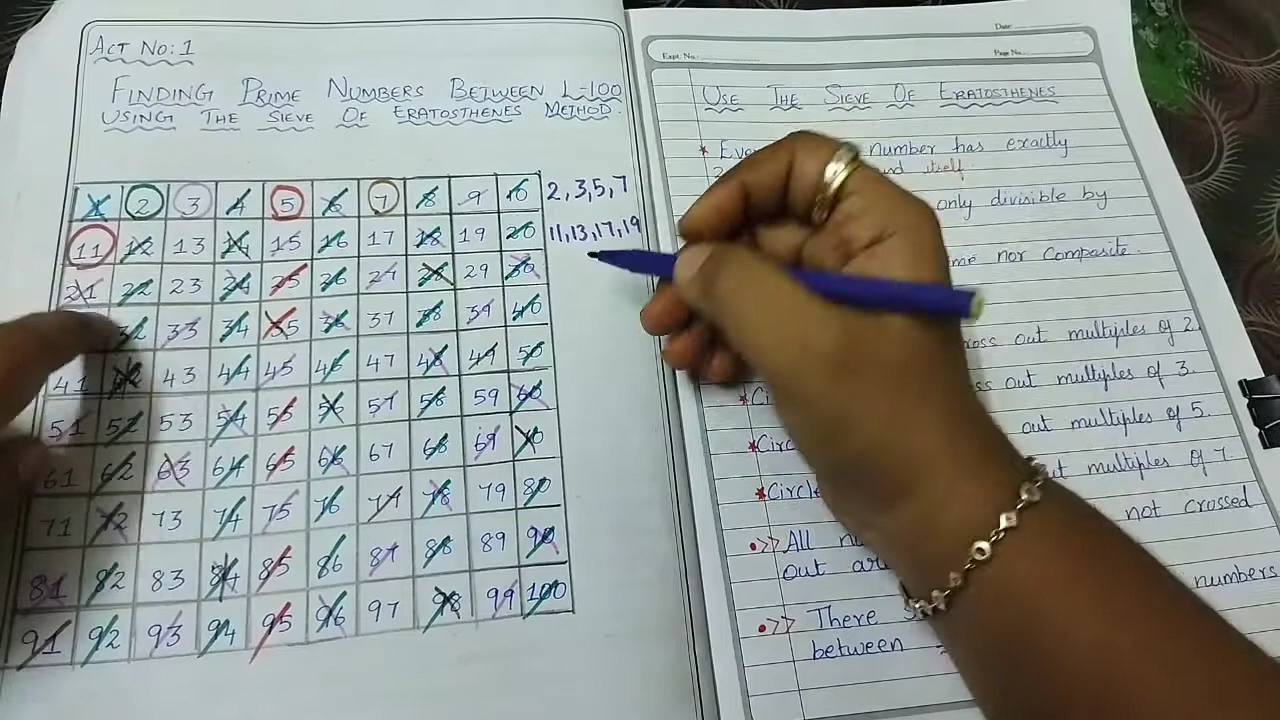 ACT NO: 1
FINDING PRIME NUMBERS BETWEEN 1-100
USING THE SIEVE OF ERATOSTHENES METHOD.
1 2 3 4 5 6 7 8 9 10
11 12 13 14 15 16 17 18 19 20
21 22 23 24 25 26 27 28 29 30
32 33 34 35 36 37 38 39 40
41 42 43 44 45 46 47 48 49 50
51 52 53 54 55 56 57 58 59 60
61 62 63 64 65 66 67 68 69 70
71 72 73 74 75 76 77 78 79 80
81 82 83 84 85 86 87 88 89 90
91 92 93 94 95 96 97 98 99 100
2, 3, 5, 7
11, 13, 17, 19
Date
Expt. No.
Page No.
USE THE SIEVE OF ERATOSTHENES
* number has exactly
2 itself.
only divisible by
nor Composite.
out multiples of 2.
out multiples of 3.
out multiples of 5.
* multiples of 7.
>> All not crossed
out
>> There numbers
between